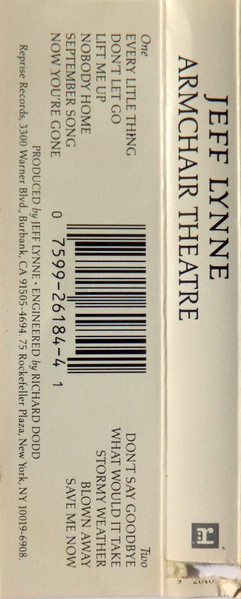 JEFF LYNNE
ARMCHAIR THEATRE
One
EVERY LITLE THNG
DON'T LET GO
LIFT ME UP
NOBODY HOME
SEPTEMBER SONG
NOW YOU'RE GONE
0 7599-26184-4 1
Two
DON'T SAY GOODBYE
WHAT WOULD IT TAKE
STORMY WEATHER
BLOWN AWAY
SAVE ME NOW
PRODUCED by JEFF LYNNE · ENGINEERED by RICHARD DODD
Reprise Records, 3300 Warner Blvd., Burbank, CA 91505-4694. 75 Rockefeller Plaza, New York, NY 10019-6908.
r